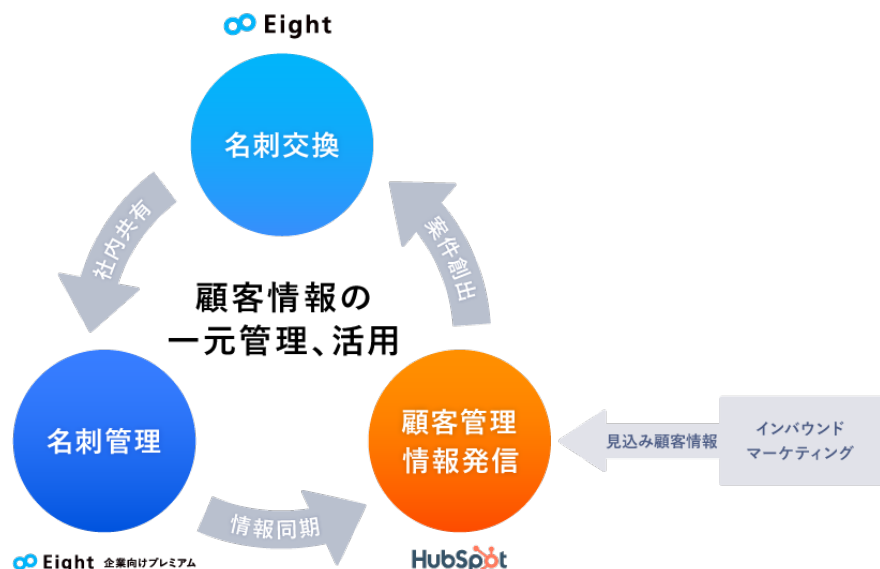 Eight
名刺交換
社内共有
案件創出
顧客情報の
一元管理、活用
名刺管理
顧客管理
情報発信
見込み顧客情報
インバウンド
マーケティング
情報同期
Eight 企業向けプレミアム
HubSpot